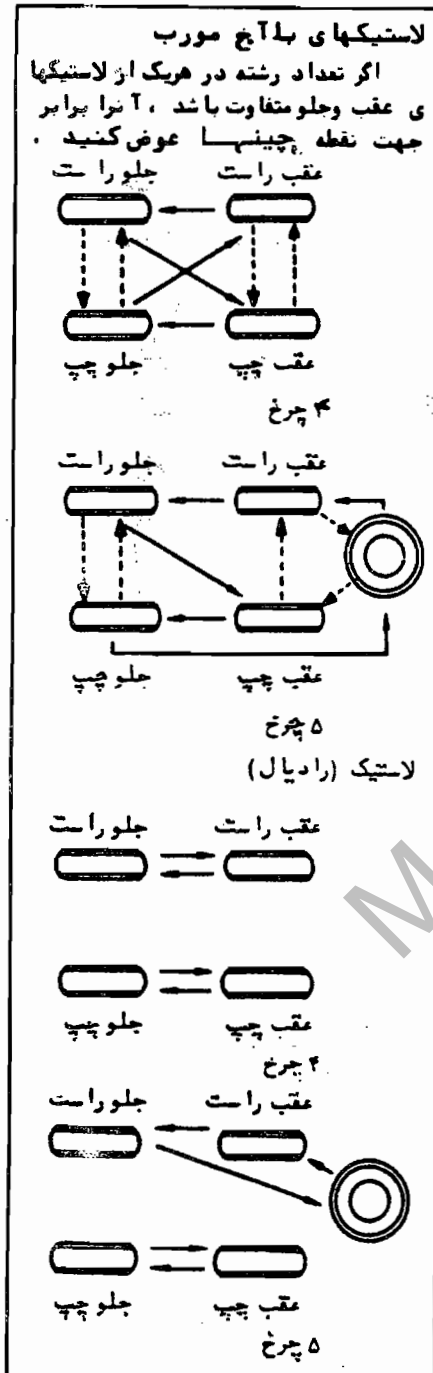 لاستیکهای با نخ مورب
اکر تعداد رشته در هریک از لاستیکها
ی عقب وجلو متفاوت باشد ، آنرا برابر
جهت نقطه چینها عوض کنید .
عقب راست جلو راست
عقب چپ جلو چپ
۴ چرخ
عقب راست جلو راست
عقب چپ جلو چپ
۵ چرخ
لاستیک (رادیال)
عقب راست جلو راست
عقب چپ جلو چپ
۴ چرخ
عقب راست جلو راست
عقب چپ جلو چپ
۵ چرخ
M